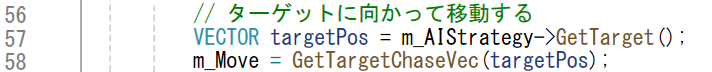 56 // ターゲットに向かって移動する
57 VECTOR targetPos = m_AIStrategy->GetTarget();
58 m_Move = GetTargetChaseVec(targetPos);